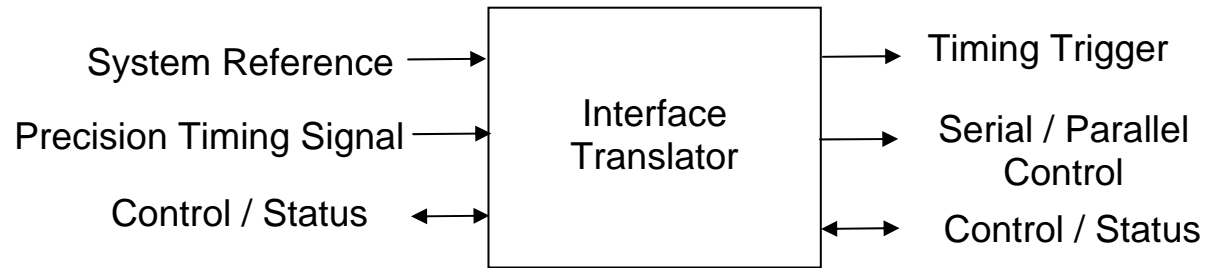 System Reference
Precision Timing Signal
Control / Status
Interface
Translator
Timing Trigger
Serial / Parallel
Control
Control / Status